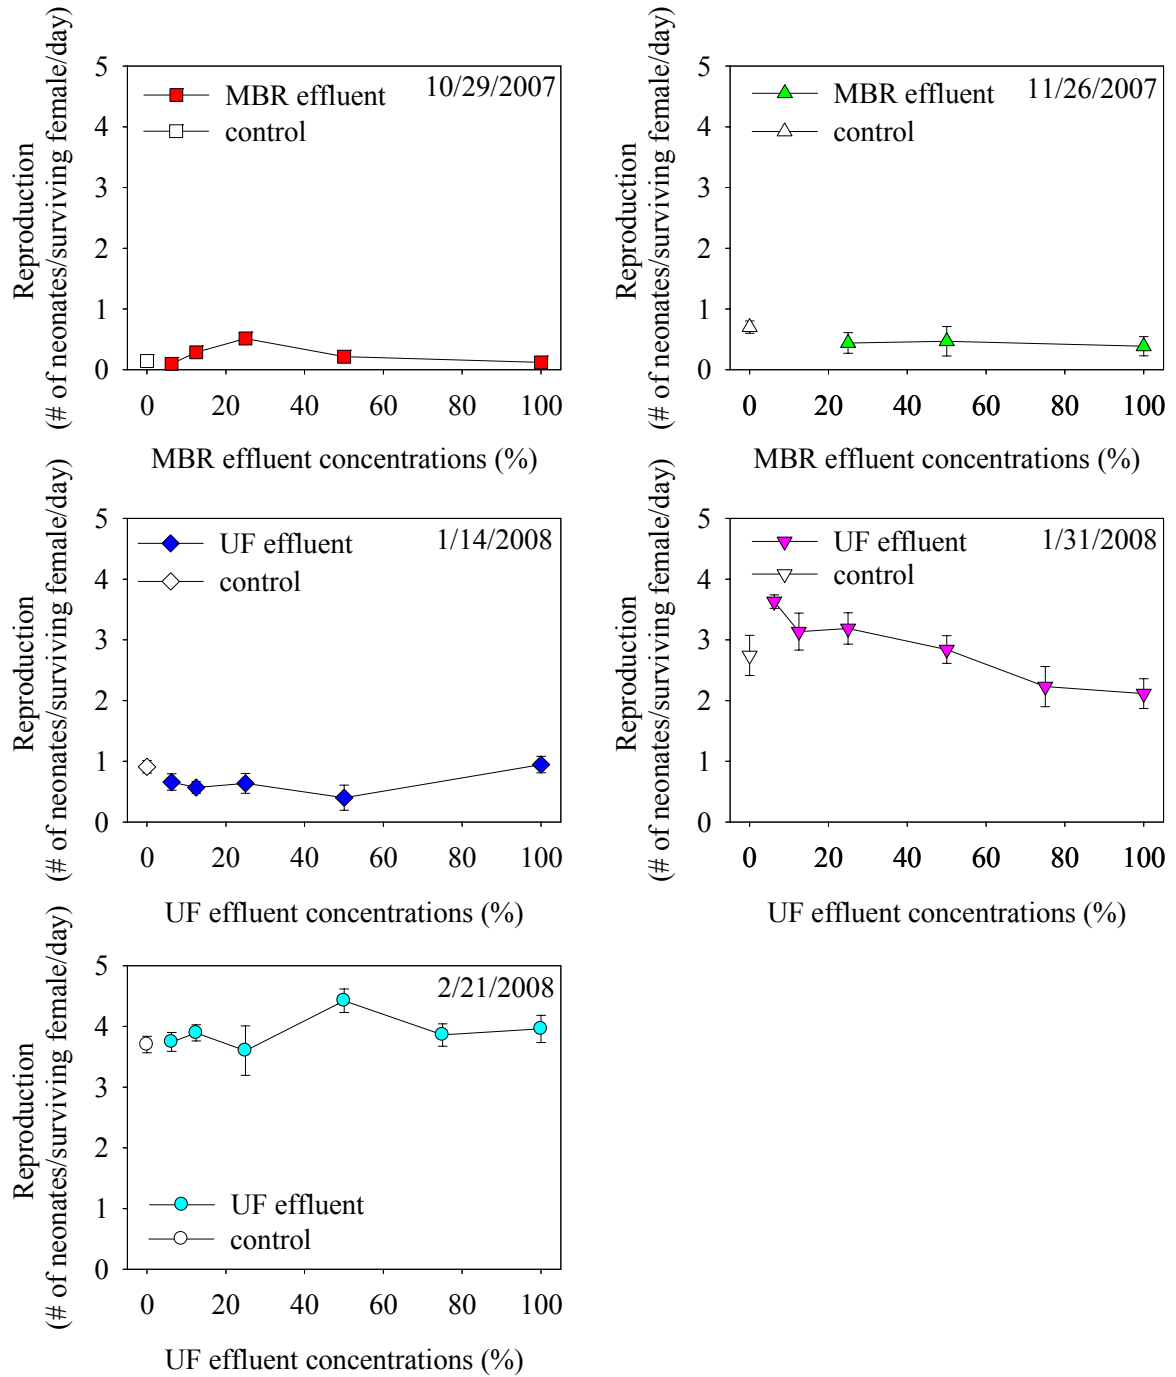 Reproduction
(# of neonates/surviving female/day)
5
4
3
2
1
0
MBR effluent
control
10/29/2007
0 20 40 60 80 100
MBR effluent concentrations (%)
Reproduction
(# of neonates/surviving female/day)
5
4
3
2
1
0
MBR effluent
control
11/26/2007
0 20 40 60 80 100
MBR effluent concentrations (%)
Reproduction
(# of neonates/surviving female/day)
5
4
3
2
1
0
UF effluent
control
1/14/2008
0 20 40 60 80 100
UF effluent concentrations (%)
Reproduction
(# of neonates/surviving female/day)
5
4
3
2
1
0
UF effluent
control
1/31/2008
0 20 40 60 80 100
UF effluent concentrations (%)
Reproduction
(# of neonates/surviving female/day)
5
4
3
2
1
0
2/21/2008
UF effluent
control
0 20 40 60 80 100
UF effluent concentrations (%)